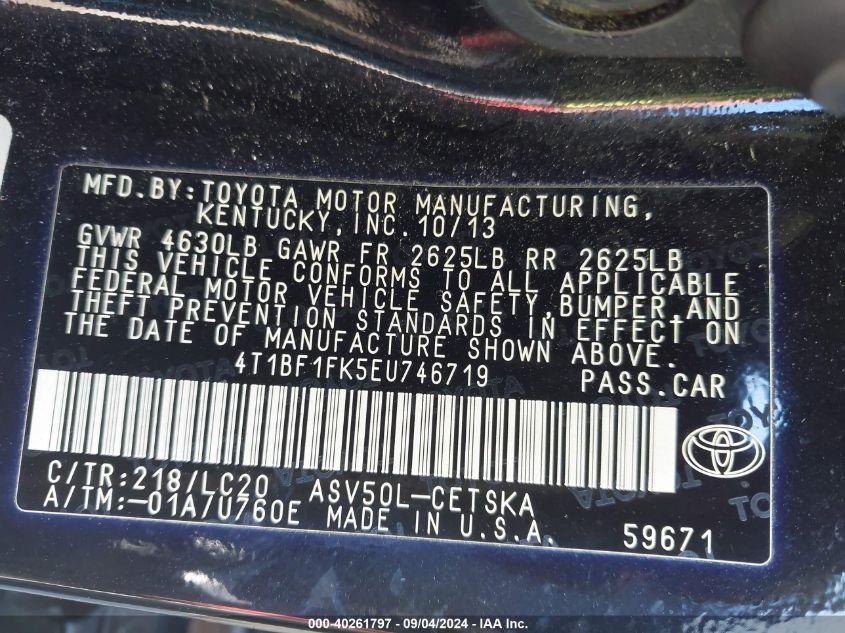 MFD.BY:TOYOTA MOTOR MANUFACTURING,
KENTUCKY, INC. 10/13
GVWR 4630LB GAWR FR 2625LB RR 2625LB
THIS VEHICLE CONFORMS TO ALL APPLICABLE
FEDERAL MOTOR VEHICLE SAFETY,BUMPER,AND
THEFT PREVENTION STANDARDS IN EFFECT ON
THE DATE OF MANUFACTURE SHOWN ABOVE.
4T1BF1FK5EU746719 PASS.CAR
C/TR:218/LC20 ASV50L-CETSKA
A/TM:-01A/U760E MADE IN U.S.A. 59671
000-40261797 - 09/04/2024 - IAA Inc.